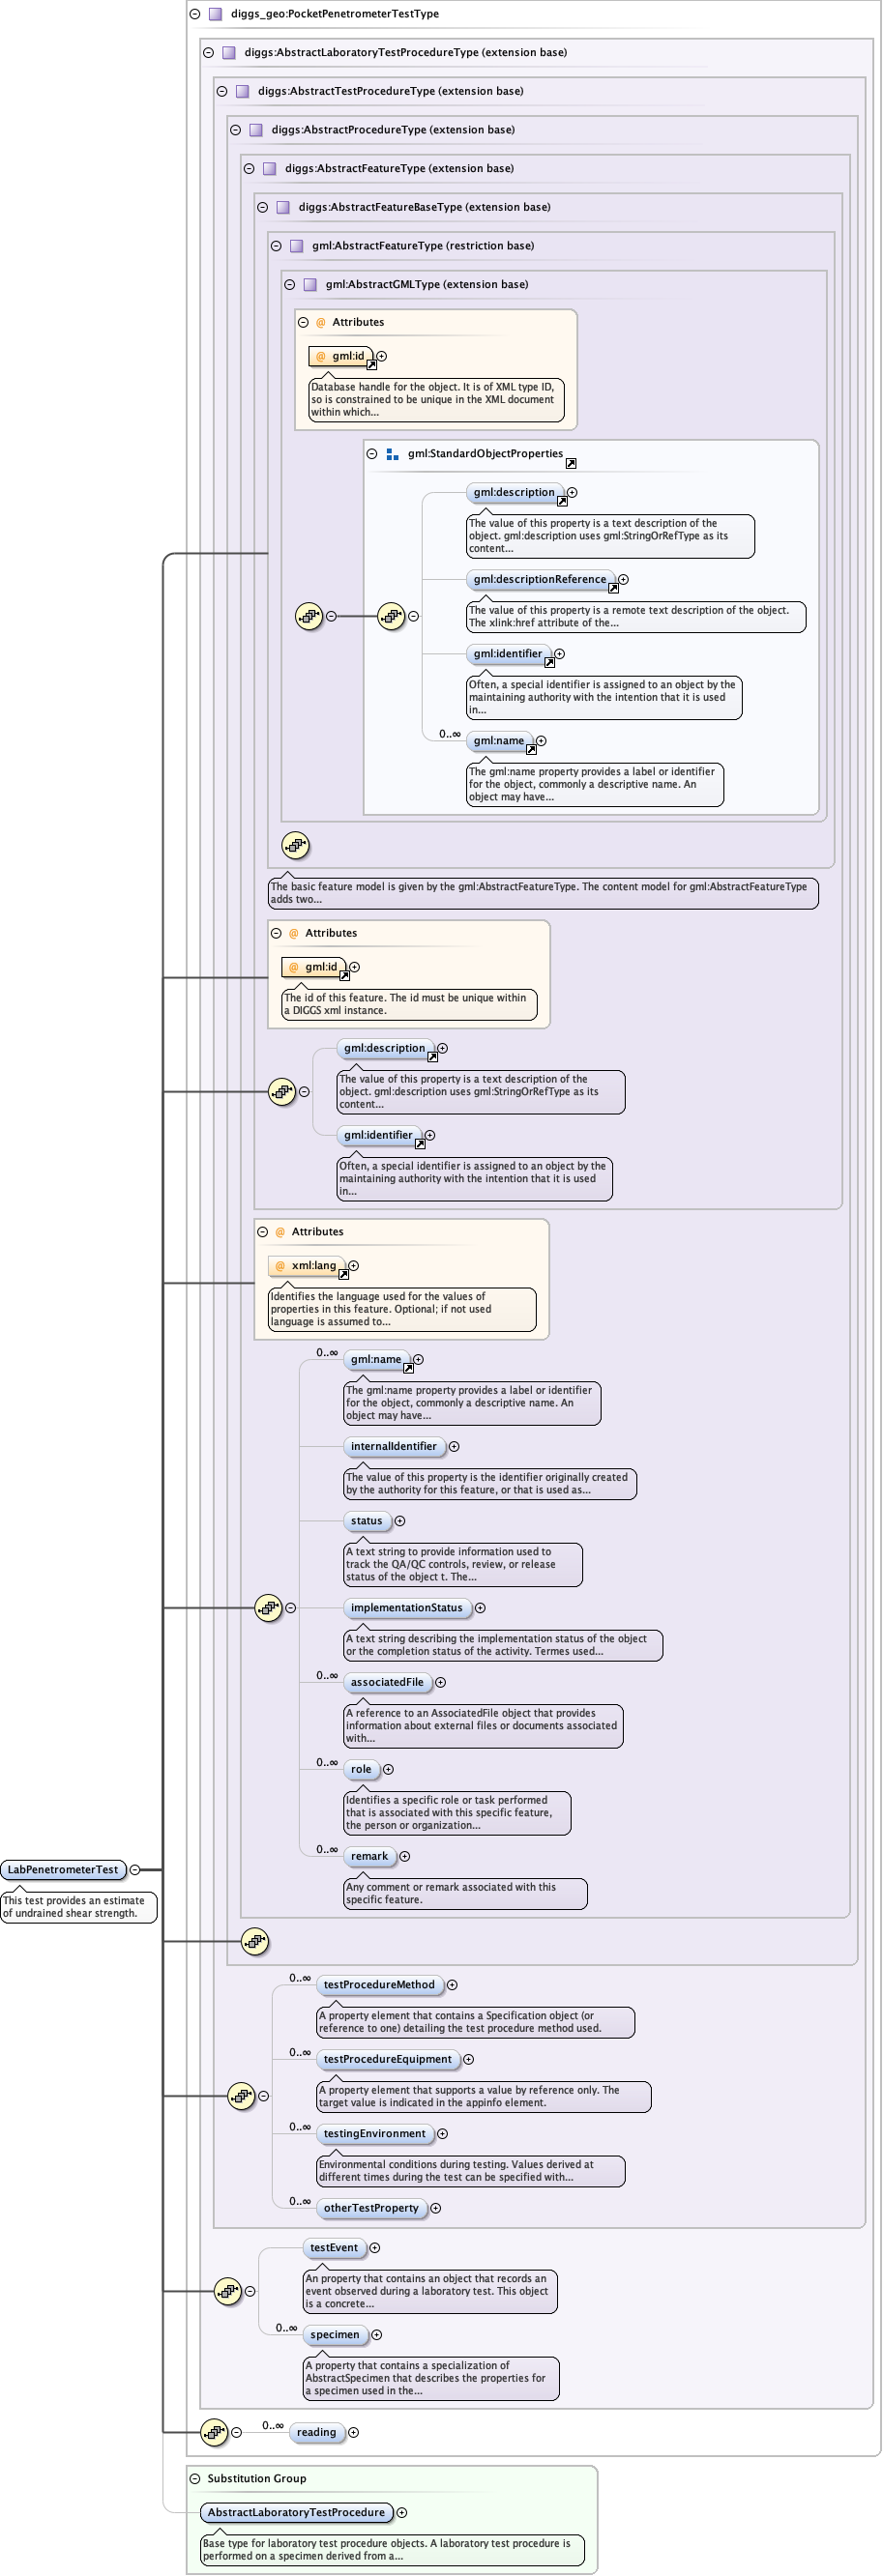 diggs_geo:PocketPenetrometerTestType
diggs:AbstractLaboratoryTestProcedureType (extension base)
diggs:AbstractTestProcedureType (extension base)
diggs:AbstractProcedureType (extension base)
diggs:AbstractFeatureType (extension base)
diggs:AbstractFeatureBaseType (extension base)
gml:AbstractFeatureType (restriction base)
gml:AbstractGMLType (extension base)
@ Attributes
@ gml:id
Database handle for the object. It is of XML type ID,
so is constrained to be unique in the XML document
within which...
gml:StandardObjectProperties
gml:description
The value of this property is a text description of the
object. gml:description uses gml:StringOrRefType as its
content...
gml:descriptionReference
The value of this property is a remote text description of the object.
The xlink:href attribute of the...
gml:identifier
Often, a special identifier is assigned to an object by the
maintaining authority with the intention that it is used
in...
0..∞
gml:name
The gml:name property provides a label or identifier
for the object, commonly a descriptive name. An
object may have...
The basic feature model is given by the gml:AbstractFeatureType. The content model for gml:AbstractFeatureType
adds two...
@ Attributes
@ gml:id
The id of this feature. The id must be unique within
a DIGGS xml instance.
gml:description
The value of this property is a text description of the
object. gml:description uses gml:StringOrRefType as its
content...
gml:identifier
Often, a special identifier is assigned to an object by the
maintaining authority with the intention that it is used
in...
@ Attributes
@ xml:lang
Identifies the language used for the values of
properties in this feature. Optional; if not used
language is assumed to...
0..∞
gml:name
The gml:name property provides a label or identifier
for the object, commonly a descriptive name. An
object may have...
internalIdentifier
The value of this property is the identifier originally created
by the authority for this feature, or that is used as...
status
A text string to provide information used to
track the QA/QC controls, review, or release
status of the object t. The...
implementationStatus
A text string describing the implementation status of the object
or the completion status of the activity. Termes used...
0..∞
associatedFile
A reference to an AssociatedFile object that provides
information about external files or documents associated
with...
0..∞
role
Identifies a specific role or task performed
that is associated with this specific feature,
the person or organization...
0..∞
remark
Any comment or remark associated with this
specific feature.
LabPenetrometerTest
This test provides an estimate
of undrained shear strength.
0..∞
testProcedureMethod
A property element that contains a Specification object (or
reference to one) detailing the test procedure method used.
0..∞
testProcedureEquipment
A property element that supports a value by reference only. The
target value is indicated in the appinfo element.
0..∞
testingEnvironment
Environmental conditions during testing. Values derived at
different times during the test can be specified with...
0..∞
otherTestProperty
testEvent
An property that contains an object that records an
event observed during a laboratory test. This object
is a concrete...
0..∞
specimen
A property that contains a specialization of
AbstractSpecimen that describes the properties for
a specimen used in the...
0..∞
reading
Substitution Group
AbstractLaboratoryTestProcedure
Base type for laboratory test procedure objects. A laboratory test procedure is
performed on a specimen derived from a...